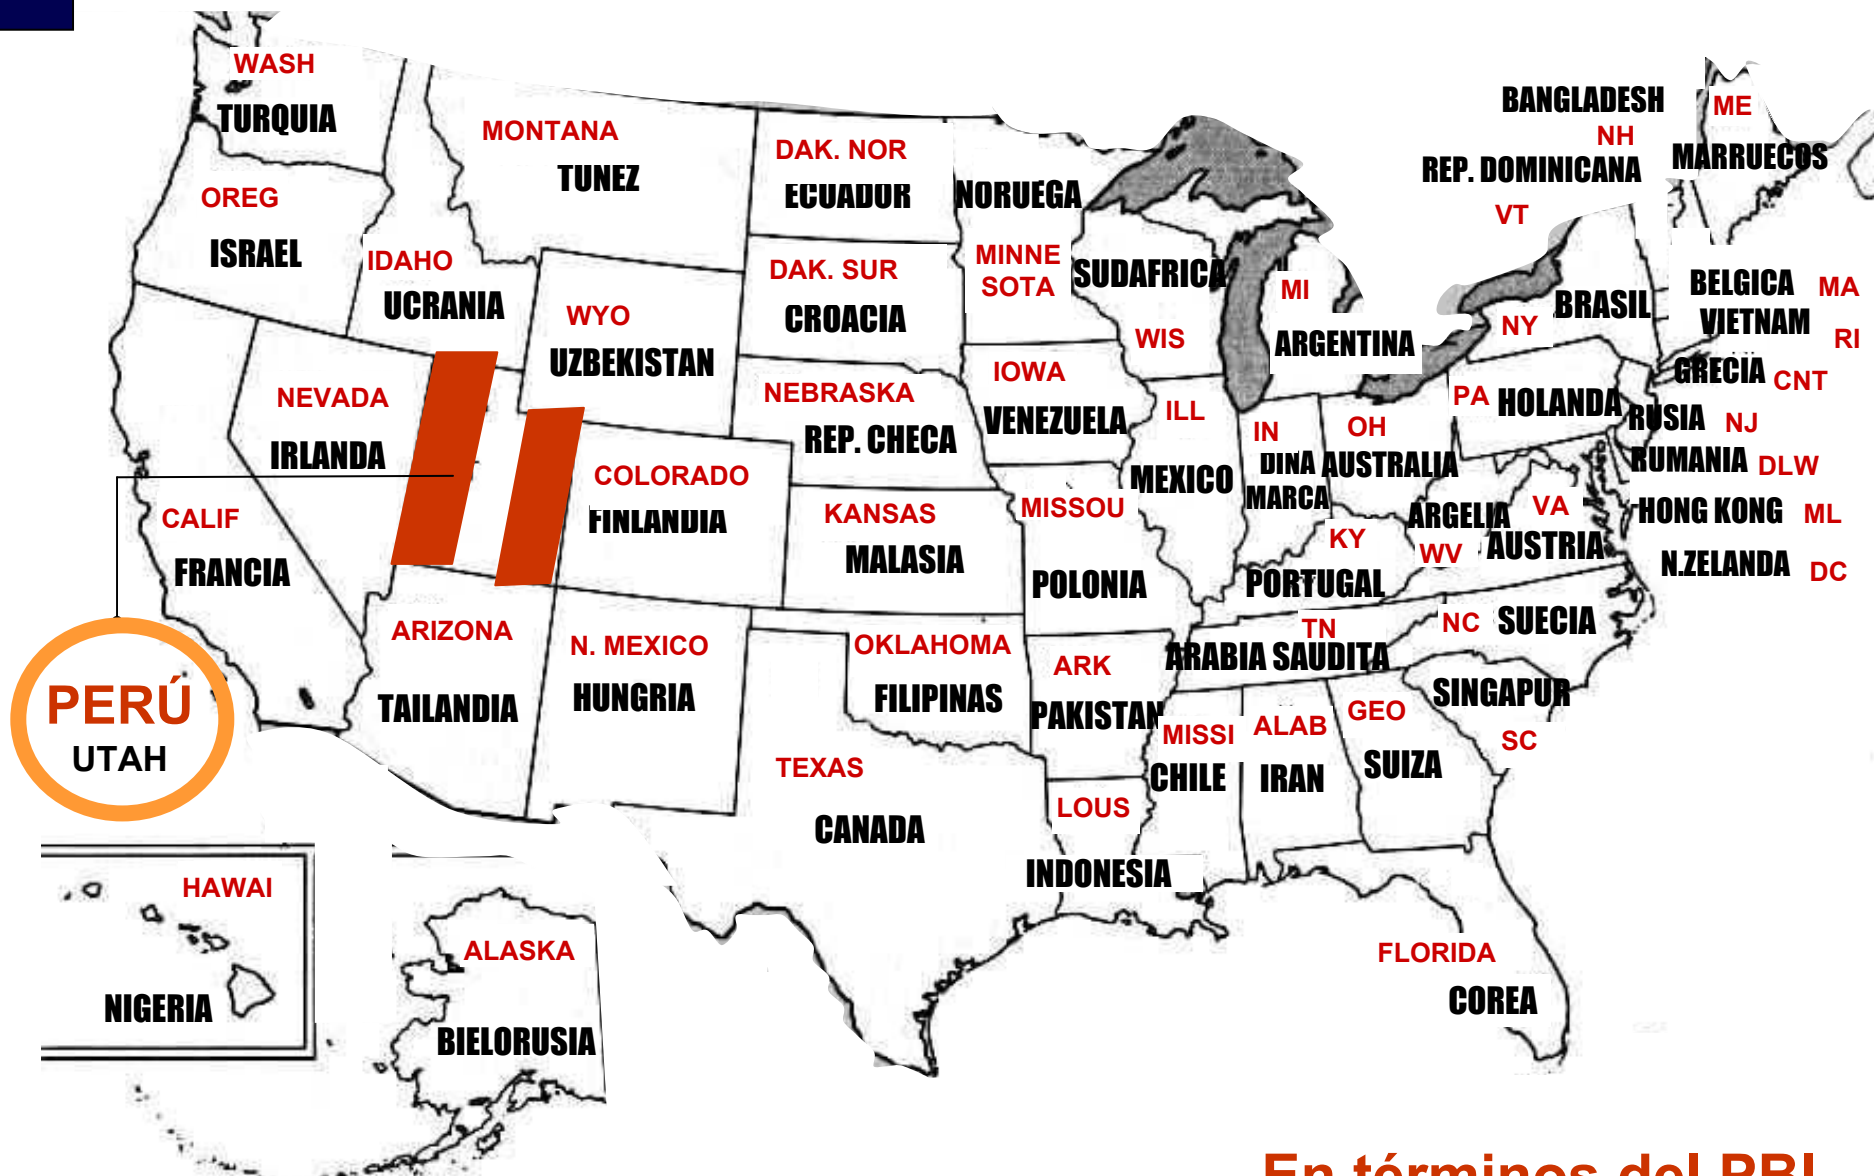 WASH
TURQUIA
MONTANA
TUNEZ
DAK. NOR
ECUADOR
NORUEGA
BANGLADESH
ME
NH
MARRUECOS
REP. DOMINICANA
VT
OREG
ISRAEL
IDAHO
UCRANIA
WYO
UZBEKISTAN
DAK. SUR
CROACIA
MINNE
SOTA
SUDAFRICA
WIS
MI
ARGENTINA
NY
BRASIL
BELGICA MA
VIETNAM RI
GRECIA CNT
NEVADA
IRLANDA
NEBRASKA
REP. CHECA
IOWA
VENEZUELA
ILL
MEXICO
IN
DINA
MARCA
OH
AUSTRALIA
PA HOLANDA
RUSIA NJ
RUMANIA DLW
HONG KONG ML
N.ZELANDA DC
CALIF
FRANCIA
COLORADO
FINLANDIA
KANSAS
MALASIA
MISSOU
POLONIA
KY
PORTUGAL
ARGELIA
WV
VA
AUSTRIA
PERÚ
UTAH
ARIZONA
TAILANDIA
N. MEXICO
HUNGRIA
OKLAHOMA
FILIPINAS
ARK
PAKISTAN
TN
ARABIA SAUDITA
NC SUECIA
SINGAPUR
SC
TEXAS
CANADA
LOUS
INDONESIA
MISSI
CHILE
ALAB
IRAN
GEO
SUIZA
HAWAI
NIGERIA
ALASKA
BIELORUSIA
FLORIDA
COREA
En términos del PBI